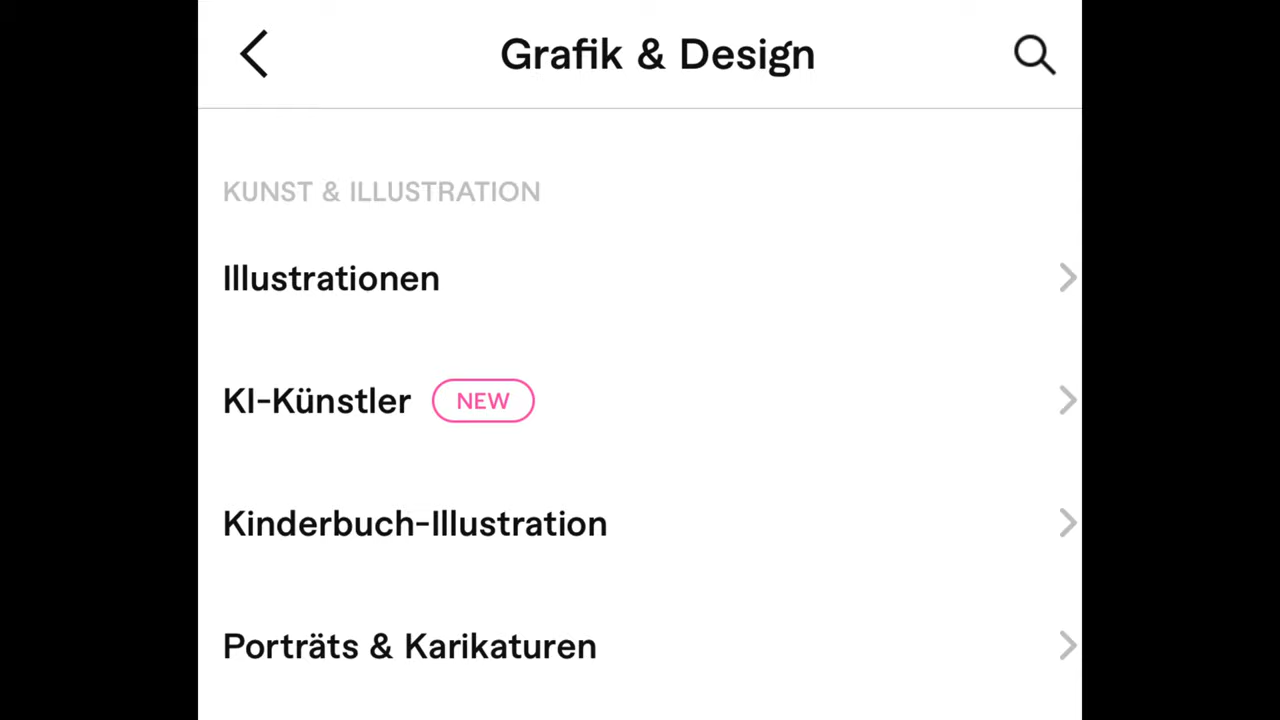 Grafik & Design
KUNST & ILLUSTRATION
Illustrationen
KI-Künstler NEW
Kinderbuch-Illustration
Porträts & Karikaturen